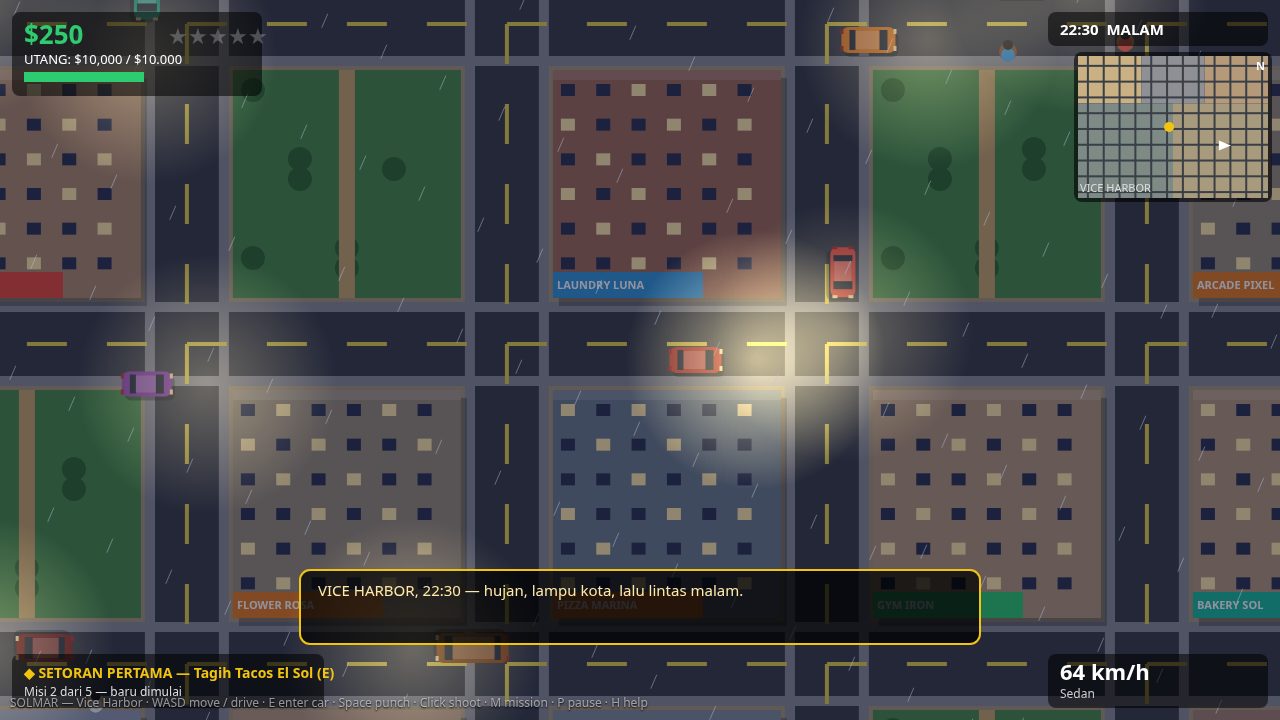 $250
★★★★★
UTANG: $10,000 / $10.000
22:30 MALAM
N
VICE HARBOR
LAUNDRY LUNA
ARCADE PIXEL
VICE HARBOR, 22:30 — hujan, lampu kota, lalu lintas malam.
FLOWER ROSA
PIZZA MARINA
GYM IRON
BAKERY SOL
◆ SETORAN PERTAMA — Tagih Tacos El Sol (E)
Misi 2 dari 5 — baru dimulai
SOLMAR — Vice Harbor · WASD move / drive · E enter car · Space punch · Click shoot · M mission · P pause · H help
64 km/h
Sedan